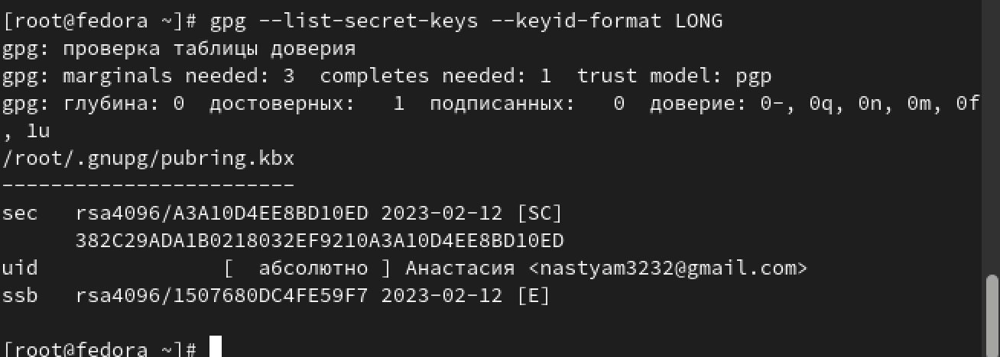 [root@fedora ~]# gpg --list-secret-keys --keyid-format LONG
gpg: проверка таблицы доверия
gpg: marginals needed: 3  completes needed: 1  trust model: pgp
gpg: глубина: 0  достоверных:   1  подписанных:   0  доверие: 0-, 0q, 0n, 0m, 0f
, 1u
/root/.gnupg/pubring.kbx
------------------------
sec   rsa4096/A3A10D4EE8BD10ED 2023-02-12 [SC]
      382C29ADA1B0218032EF9210A3A10D4EE8BD10ED
uid               [  абсолютно ] Анастасия <nastyam3232@gmail.com>
ssb   rsa4096/1507680DC4FE59F7 2023-02-12 [E]
[root@fedora ~]#